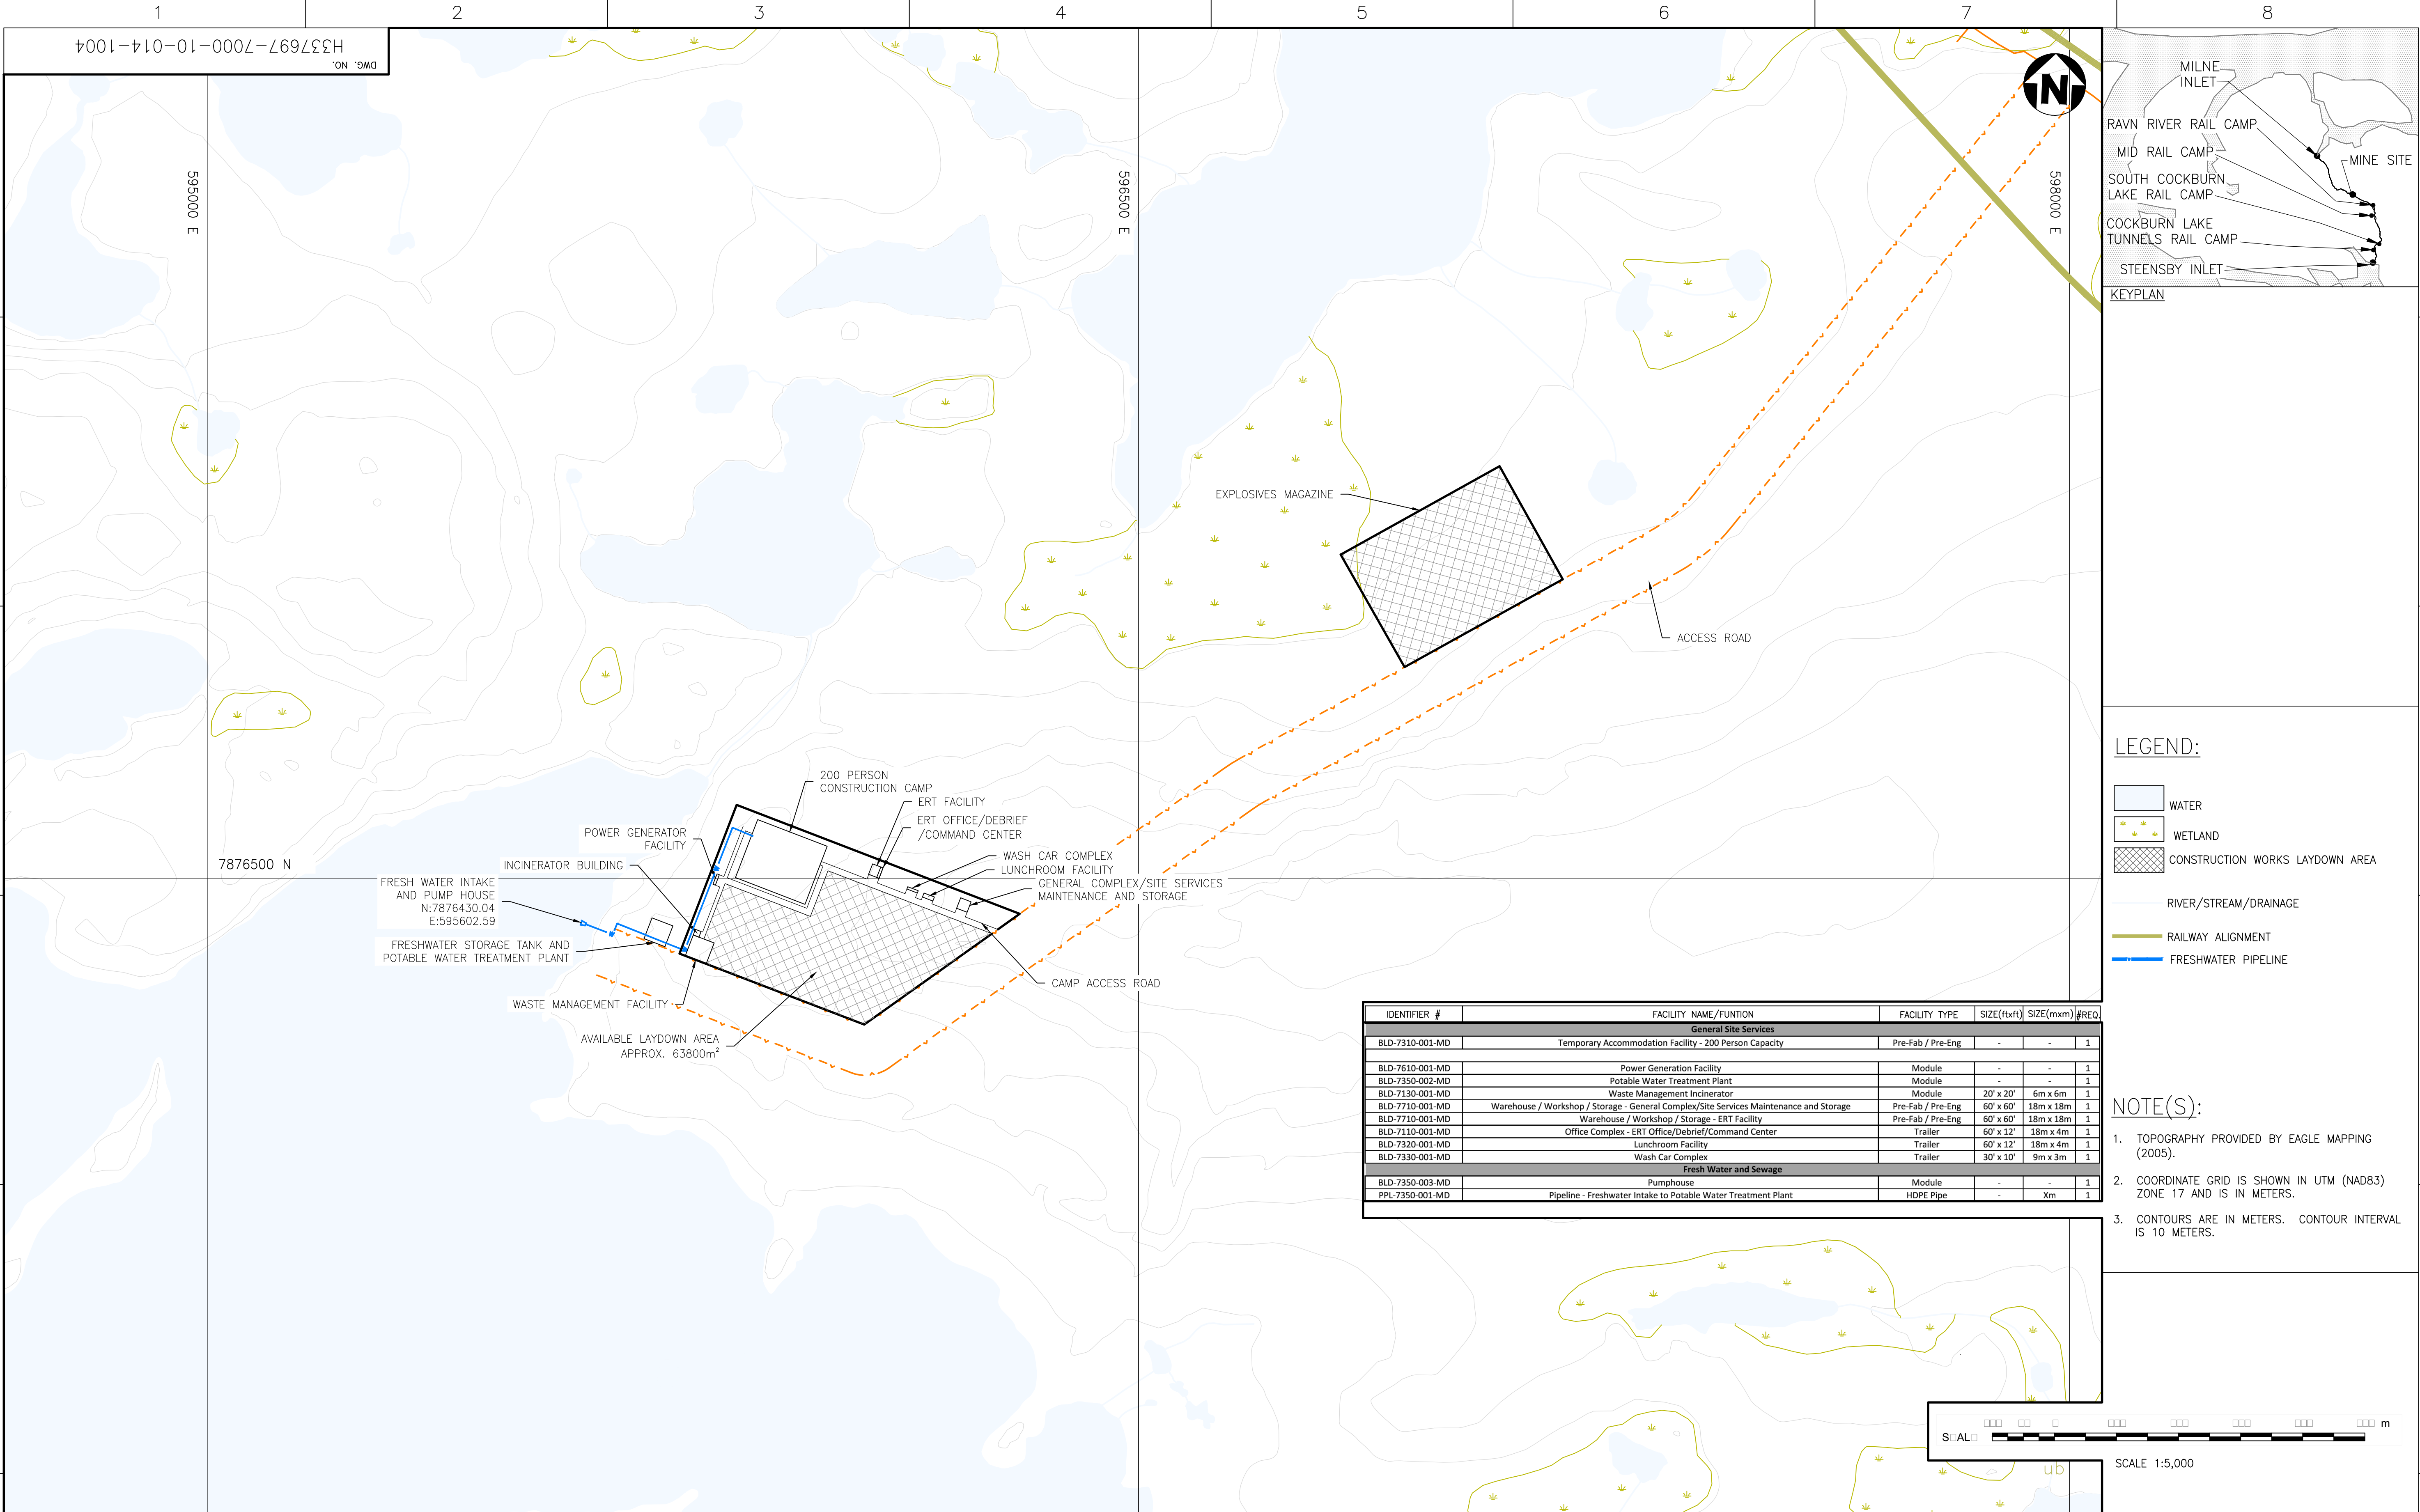 1 2 3 4 5 6 7 8
H337697-7000-10-014-1004
DWG. NO.
595000 E
596500 E
598000 E
7876500 N
N
MILNE
INLET
RAVN RIVER RAIL CAMP
MID RAIL CAMP
MINE SITE
SOUTH COCKBURN
LAKE RAIL CAMP
COCKBURN LAKE
TUNNELS RAIL CAMP
STEENSBY INLET
KEYPLAN
EXPLOSIVES MAGAZINE
ACCESS ROAD
200 PERSON
CONSTRUCTION CAMP
ERT FACILITY
ERT OFFICE/DEBRIEF
/COMMAND CENTER
POWER GENERATOR
FACILITY
WASH CAR COMPLEX
INCINERATOR BUILDING
LUNCHROOM FACILITY
GENERAL COMPLEX/SITE SERVICES
MAINTENANCE AND STORAGE
FRESH WATER INTAKE
AND PUMP HOUSE
N:7876430.04
E:595602.59
FRESHWATER STORAGE TANK AND
POTABLE WATER TREATMENT PLANT
CAMP ACCESS ROAD
WASTE MANAGEMENT FACILITY
AVAILABLE LAYDOWN AREA
APPROX. 63800m²
LEGEND:
WATER
WETLAND
CONSTRUCTION WORKS LAYDOWN AREA
RIVER/STREAM/DRAINAGE
RAILWAY ALIGNMENT
FRESHWATER PIPELINE
IDENTIFIER # FACILITY NAME/FUNTION FACILITY TYPE SIZE(ftxft) SIZE(mxm) #REQ.
General Site Services
BLD-7310-001-MD Temporary Accommodation Facility - 200 Person Capacity Pre-Fab / Pre-Eng - - 1
BLD-7610-001-MD Power Generation Facility Module - - 1
BLD-7350-002-MD Potable Water Treatment Plant Module - - 1
BLD-7130-001-MD Waste Management Incinerator Module 20' x 20' 6m x 6m 1
BLD-7710-001-MD Warehouse / Workshop / Storage - General Complex/Site Services Maintenance and Storage Pre-Fab / Pre-Eng 60' x 60' 18m x 18m 1
BLD-7710-001-MD Warehouse / Workshop / Storage - ERT Facility Pre-Fab / Pre-Eng 60' x 60' 18m x 18m 1
BLD-7110-001-MD Office Complex - ERT Office/Debrief/Command Center Trailer 60' x 12' 18m x 4m 1
BLD-7320-001-MD Lunchroom Facility Trailer 60' x 12' 18m x 4m 1
BLD-7330-001-MD Wash Car Complex Trailer 30' x 10' 9m x 3m 1
Fresh Water and Sewage
BLD-7350-003-MD Pumphouse Module - - 1
PPL-7350-001-MD Pipeline - Freshwater Intake to Potable Water Treatment Plant HDPE Pipe - Xm 1
NOTE(S):
1. TOPOGRAPHY PROVIDED BY EAGLE MAPPING
(2005).
2. COORDINATE GRID IS SHOWN IN UTM (NAD83)
ZONE 17 AND IS IN METERS.
3. CONTOURS ARE IN METERS. CONTOUR INTERVAL
IS 10 METERS.
m
S□AL□
SCALE 1:5,000
ub